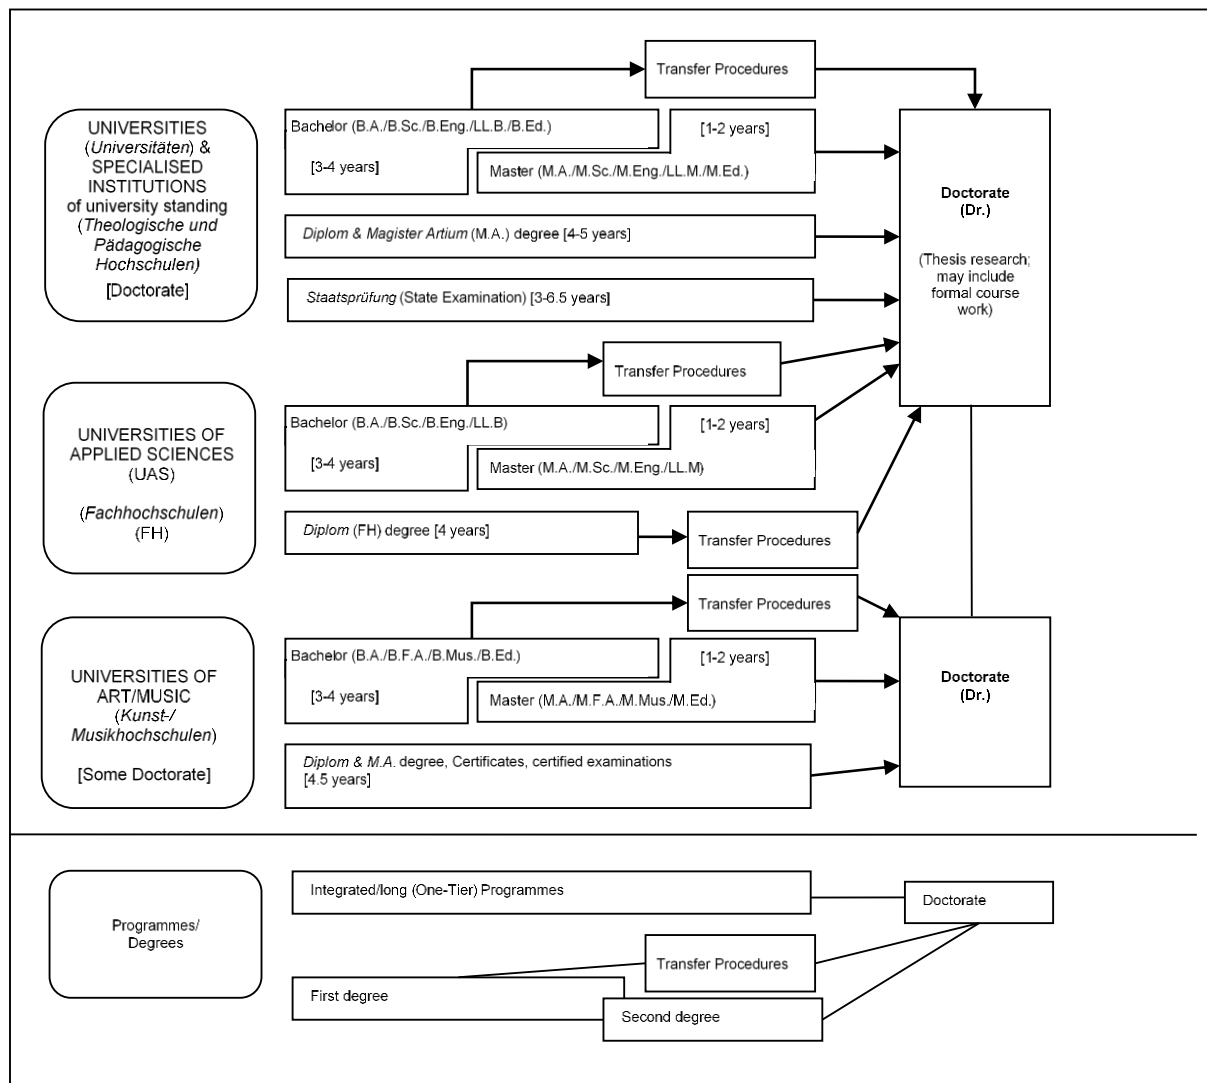 Transfer Procedures
UNIVERSITIES
(Universitäten) &
SPECIALISED
INSTITUTIONS
of university standing
(Theologische und
Pädagogische
Hochschulen)
[Doctorate]
Bachelor (B.A./B.Sc./B.Eng./LL.B./B.Ed.)
[3-4 years]
[1-2 years]
Master (M.A./M.Sc./M.Eng./LL.M./M.Ed.)
Diplom & Magister Artium (M.A.) degree [4-5 years]
Staatsprüfung (State Examination) [3-6.5 years]
Doctorate
(Dr.)
(Thesis research;
may include
formal course
work)
Transfer Procedures
UNIVERSITIES OF
APPLIED SCIENCES
(UAS)
(Fachhochschulen)
(FH)
Bachelor (B.A./B.Sc./B.Eng./LL.B)
[3-4 years]
[1-2 years]
Master (M.A./M.Sc./M.Eng./LL.M)
Diplom (FH) degree [4 years]
Transfer Procedures
Transfer Procedures
UNIVERSITIES OF
ART/MUSIC
(Kunst-/
Musikhochschulen)
[Some Doctorate]
Bachelor (B.A./B.F.A./B.Mus./B.Ed.)
[3-4 years]
[1-2 years]
Master (M.A./M.F.A./M.Mus./M.Ed.)
Diplom & M.A. degree, Certificates, certified examinations
[4.5 years]
Doctorate
(Dr.)
Programmes/
Degrees
Integrated/long (One-Tier) Programmes
Doctorate
Transfer Procedures
First degree
Second degree